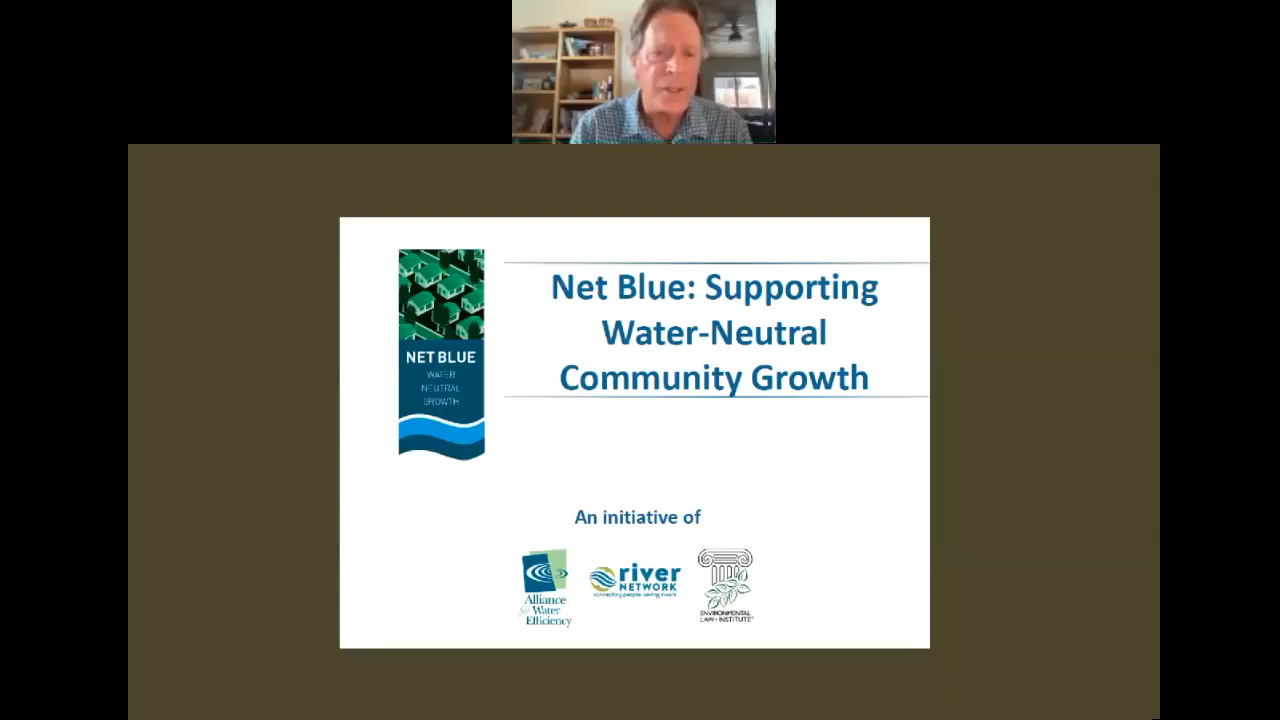 Net Blue: Supporting
Water-Neutral
Community Growth
NET BLUE
WATER
NEUTRAL
GROWTH
An initiative of
Alliance
for Water
Efficiency
river
NETWORK
connecting people, saving rivers
ENVIRONMENTAL
LAW • INSTITUTE®